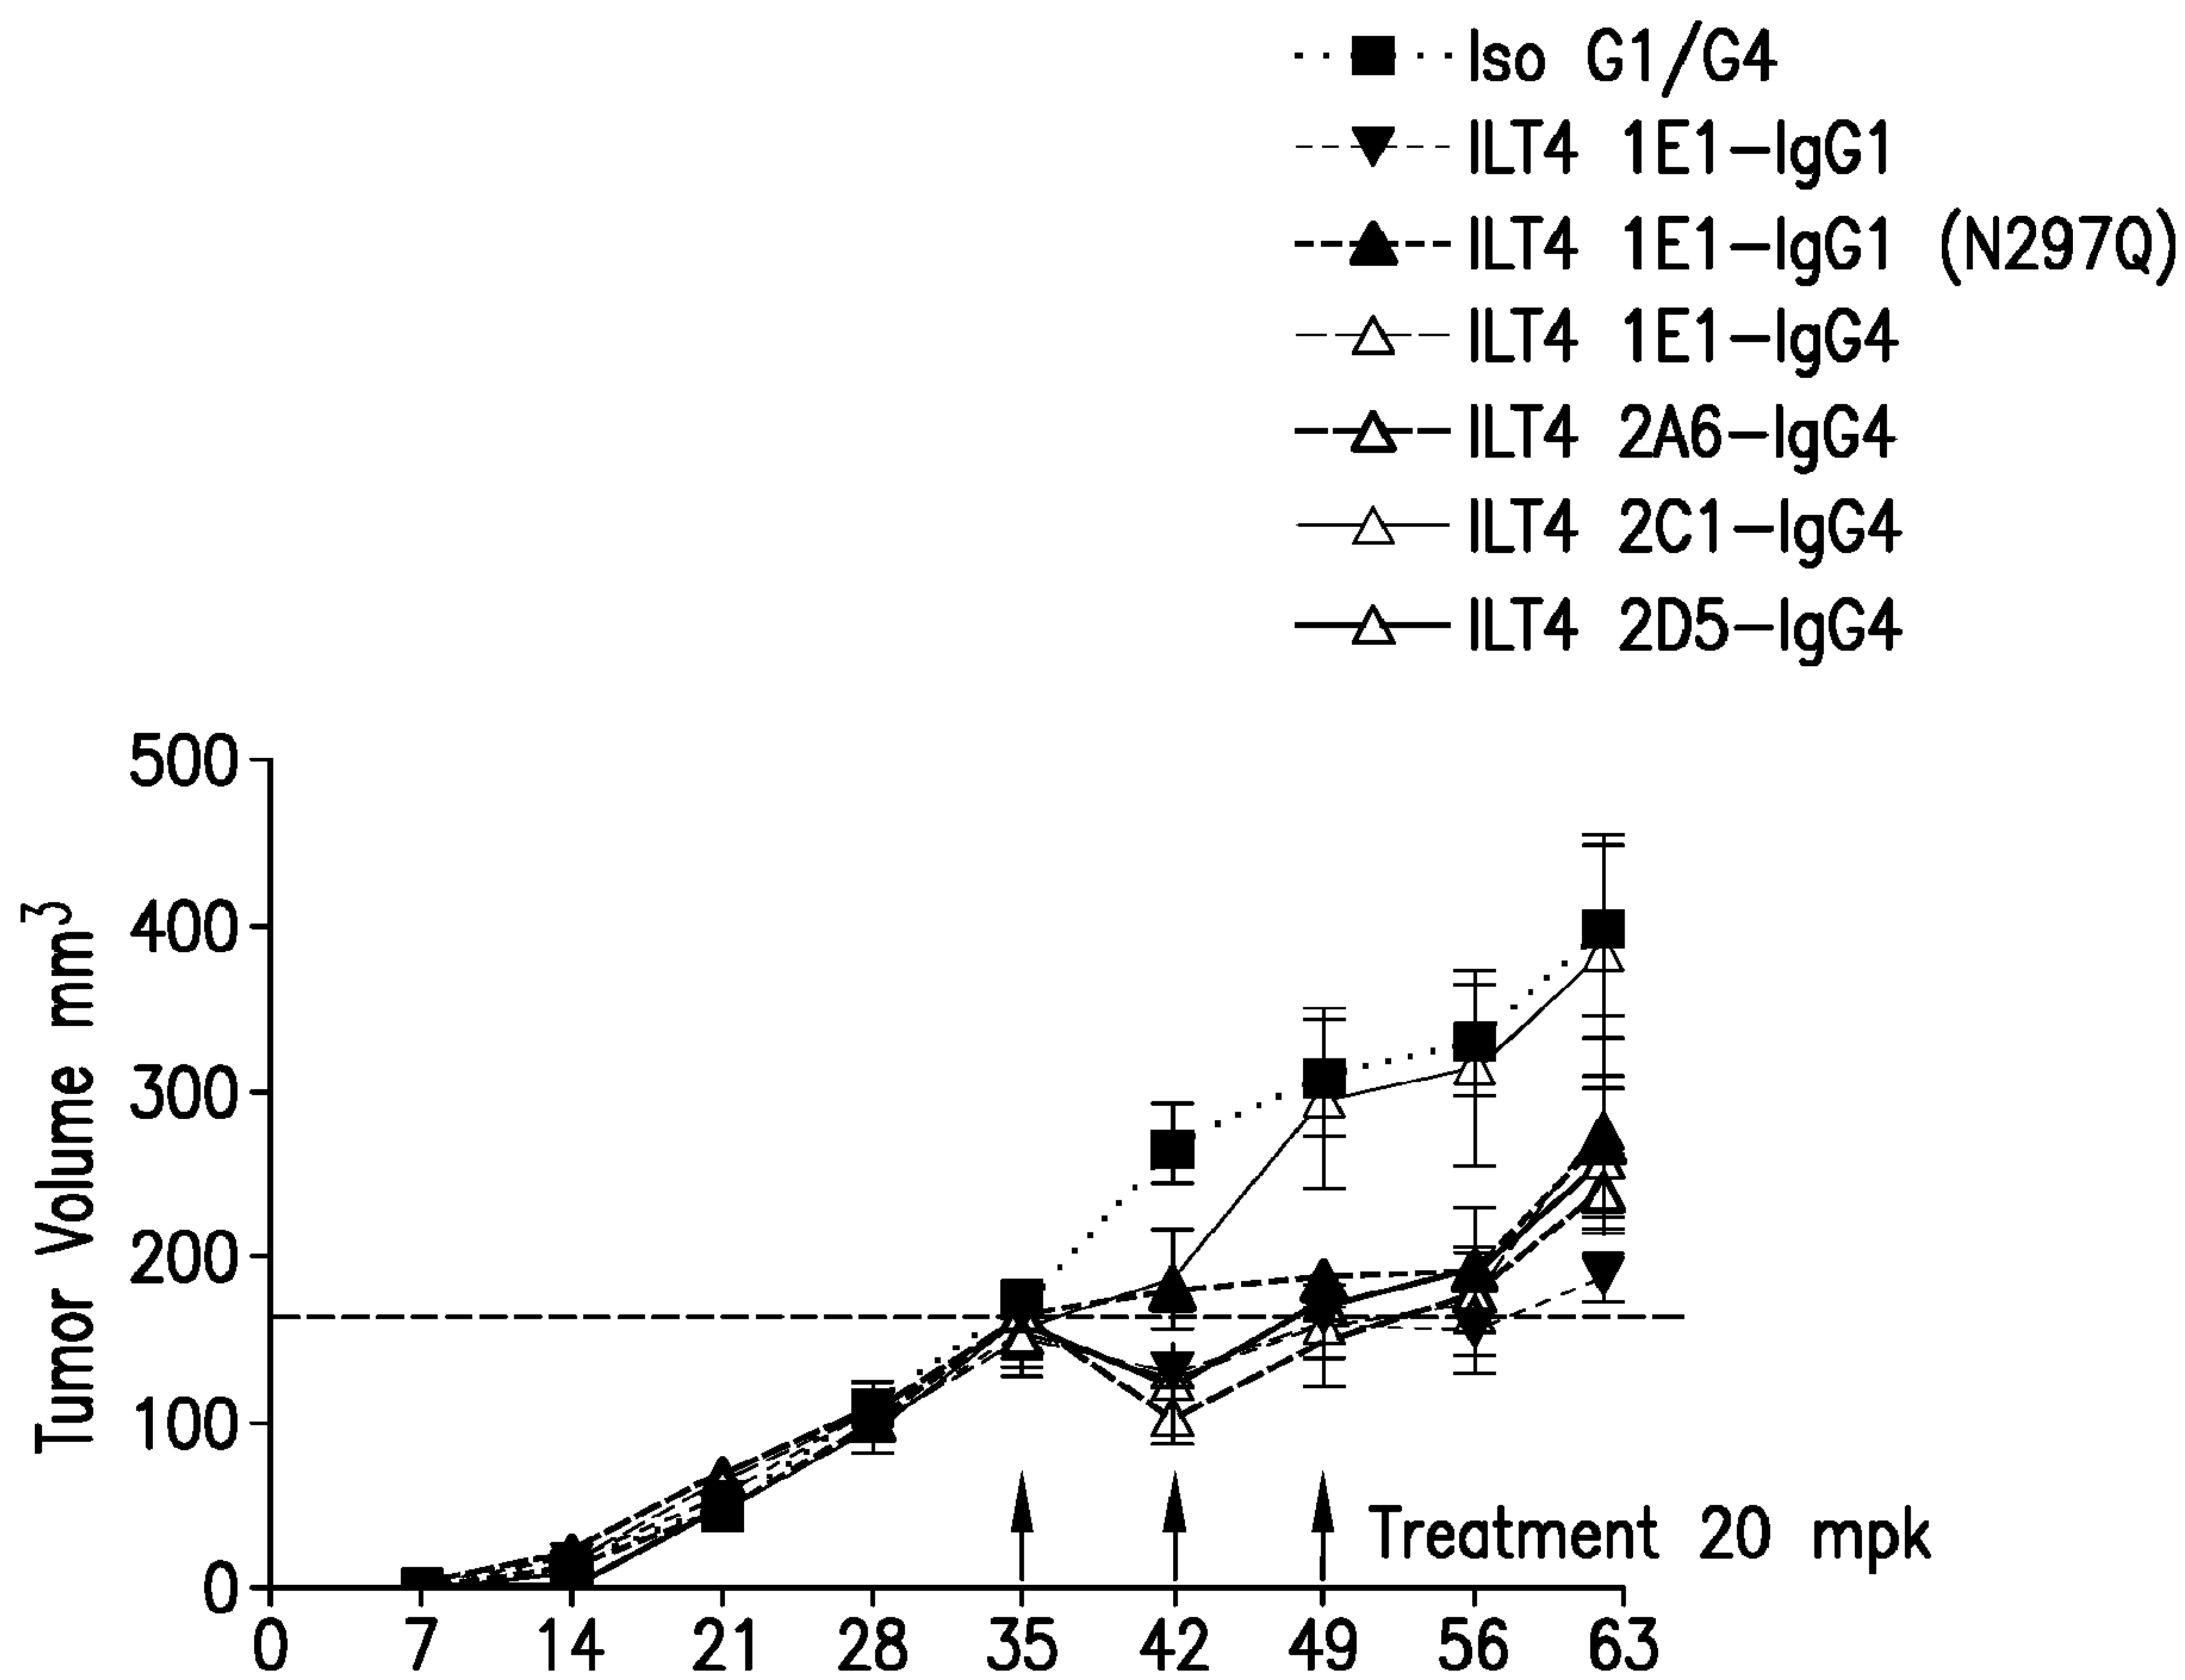 Iso G1/G4
ILT4 1E1–IgG1
ILT4 1E1–IgG1 (N297Q)
ILT4 1E1–IgG4
ILT4 2A6–IgG4
ILT4 2C1–IgG4
ILT4 2D5–IgG4
Tumor Volume mm³
500
400
300
200
100
0
Treatment 20 mpk
0 7 14 21 28 35 42 49 56 63